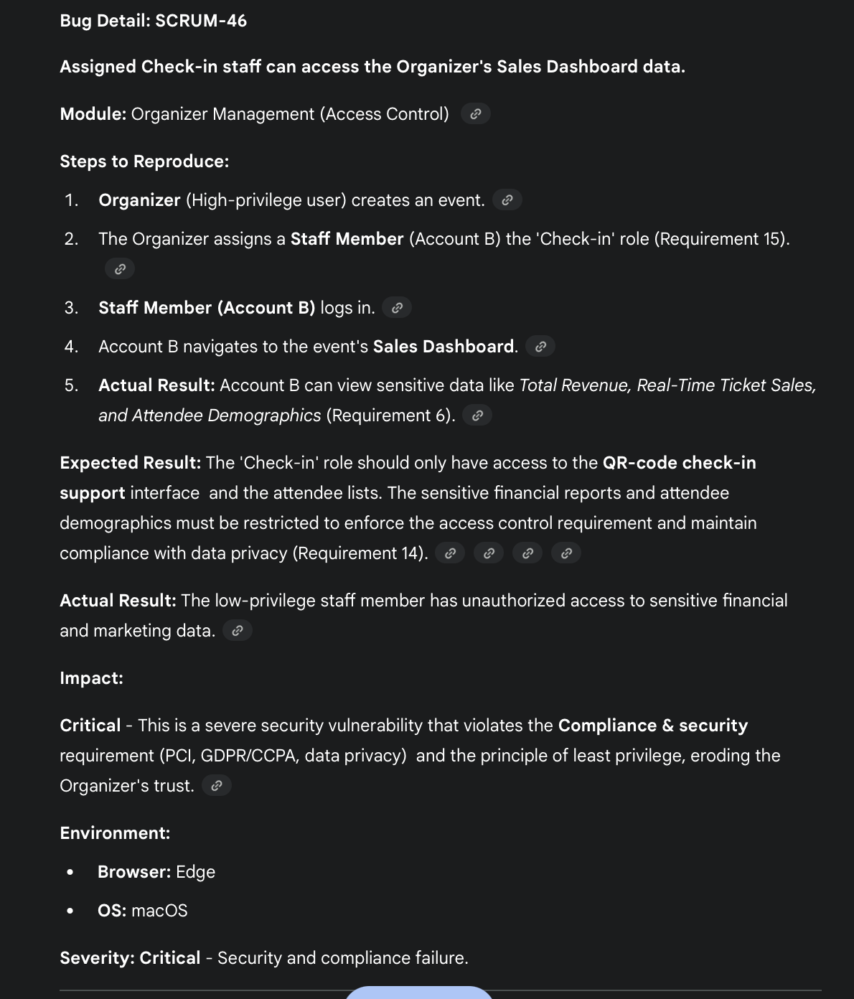 Bug Detail: SCRUM-46
Assigned Check-in staff can access the Organizer's Sales Dashboard data.
Module: Organizer Management (Access Control)
Steps to Reproduce:
1. Organizer (High-privilege user) creates an event.
2. The Organizer assigns a Staff Member (Account B) the 'Check-in' role (Requirement 15).
3. Staff Member (Account B) logs in.
4. Account B navigates to the event's Sales Dashboard.
5. Actual Result: Account B can view sensitive data like Total Revenue, Real-Time Ticket Sales,
and Attendee Demographics (Requirement 6).
Expected Result: The 'Check-in' role should only have access to the QR-code check-in
support interface  and the attendee lists. The sensitive financial reports and attendee
demographics must be restricted to enforce the access control requirement and maintain
compliance with data privacy (Requirement 14).
Actual Result: The low-privilege staff member has unauthorized access to sensitive financial
and marketing data.
Impact:
Critical - This is a severe security vulnerability that violates the Compliance & security
requirement (PCI, GDPR/CCPA, data privacy)  and the principle of least privilege, eroding the
Organizer's trust.
Environment:
• Browser: Edge
• OS: macOS
Severity: Critical - Security and compliance failure.